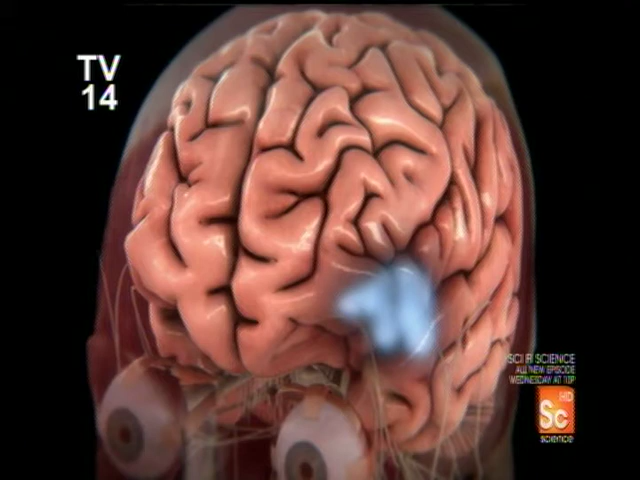 TV
14
SCI FI SCIENCE
ALL NEW EPISODE
WEDNESDAY AT 10P
HD
Sc
science